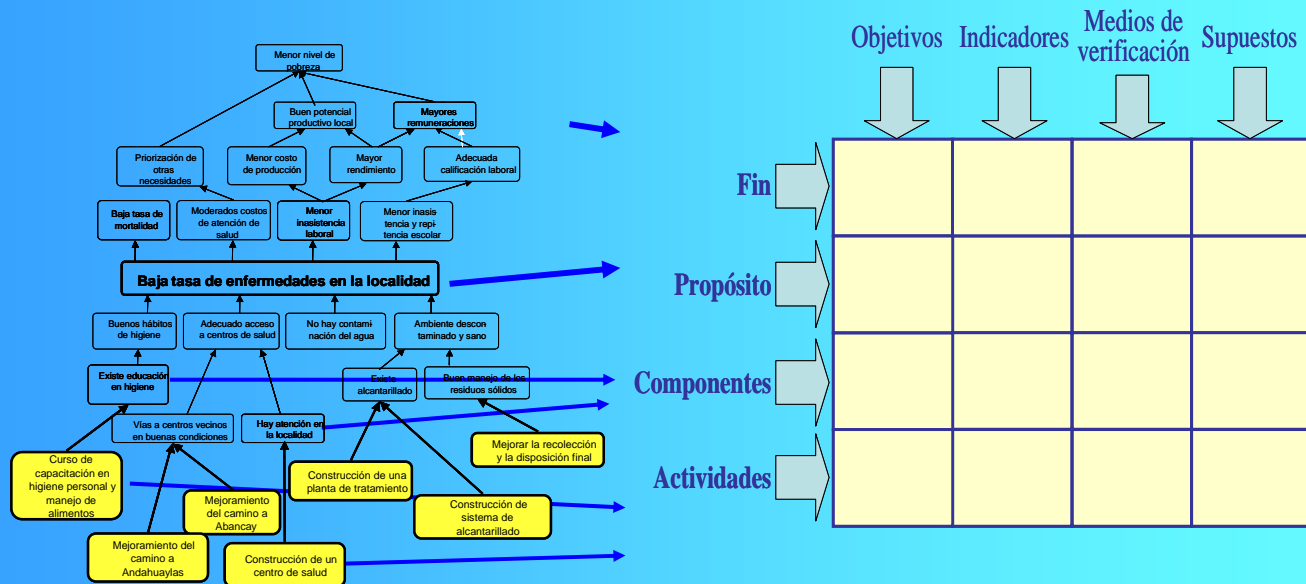 Menor nivel de
pobreza
Buen potencial
productivo local
Mayores
remuneraciones
Priorización de
otras
necesidades
Menor costo
de producción
Mayor
rendimiento
Adecuada
calificación laboral
Baja tasa de
mortalidad
Moderados costos
de atención de
salud
Menor
inasistencia
laboral
Menor inasis-
tencia y repi-
tencia escolar
Baja tasa de enfermedades en la localidad
Buenos hábitos
de higiene
Adecuado acceso
a centros de salud
No hay contami-
nación del agua
Ambiente descon-
taminado y sano
Existe educación
en higiene
Existe
alcantarillado
Buen manejo de los
residuos sólidos
Vías a centros vecinos
en buenas condiciones
Hay atención en
la localidad
Curso de
capacitación en
higiene personal y
manejo de
alimentos
Mejoramiento del
camino a
Andahuaylas
Mejoramiento
del camino a
Abancay
Construcción de un
centro de salud
Construcción de una
planta de tratamiento
Construcción de
sistema de
alcantarillado
Mejorar la recolección
y la disposición final
Objetivos
Indicadores
Medios de
verificación
Supuestos
Fin
Propósito
Componentes
Actividades